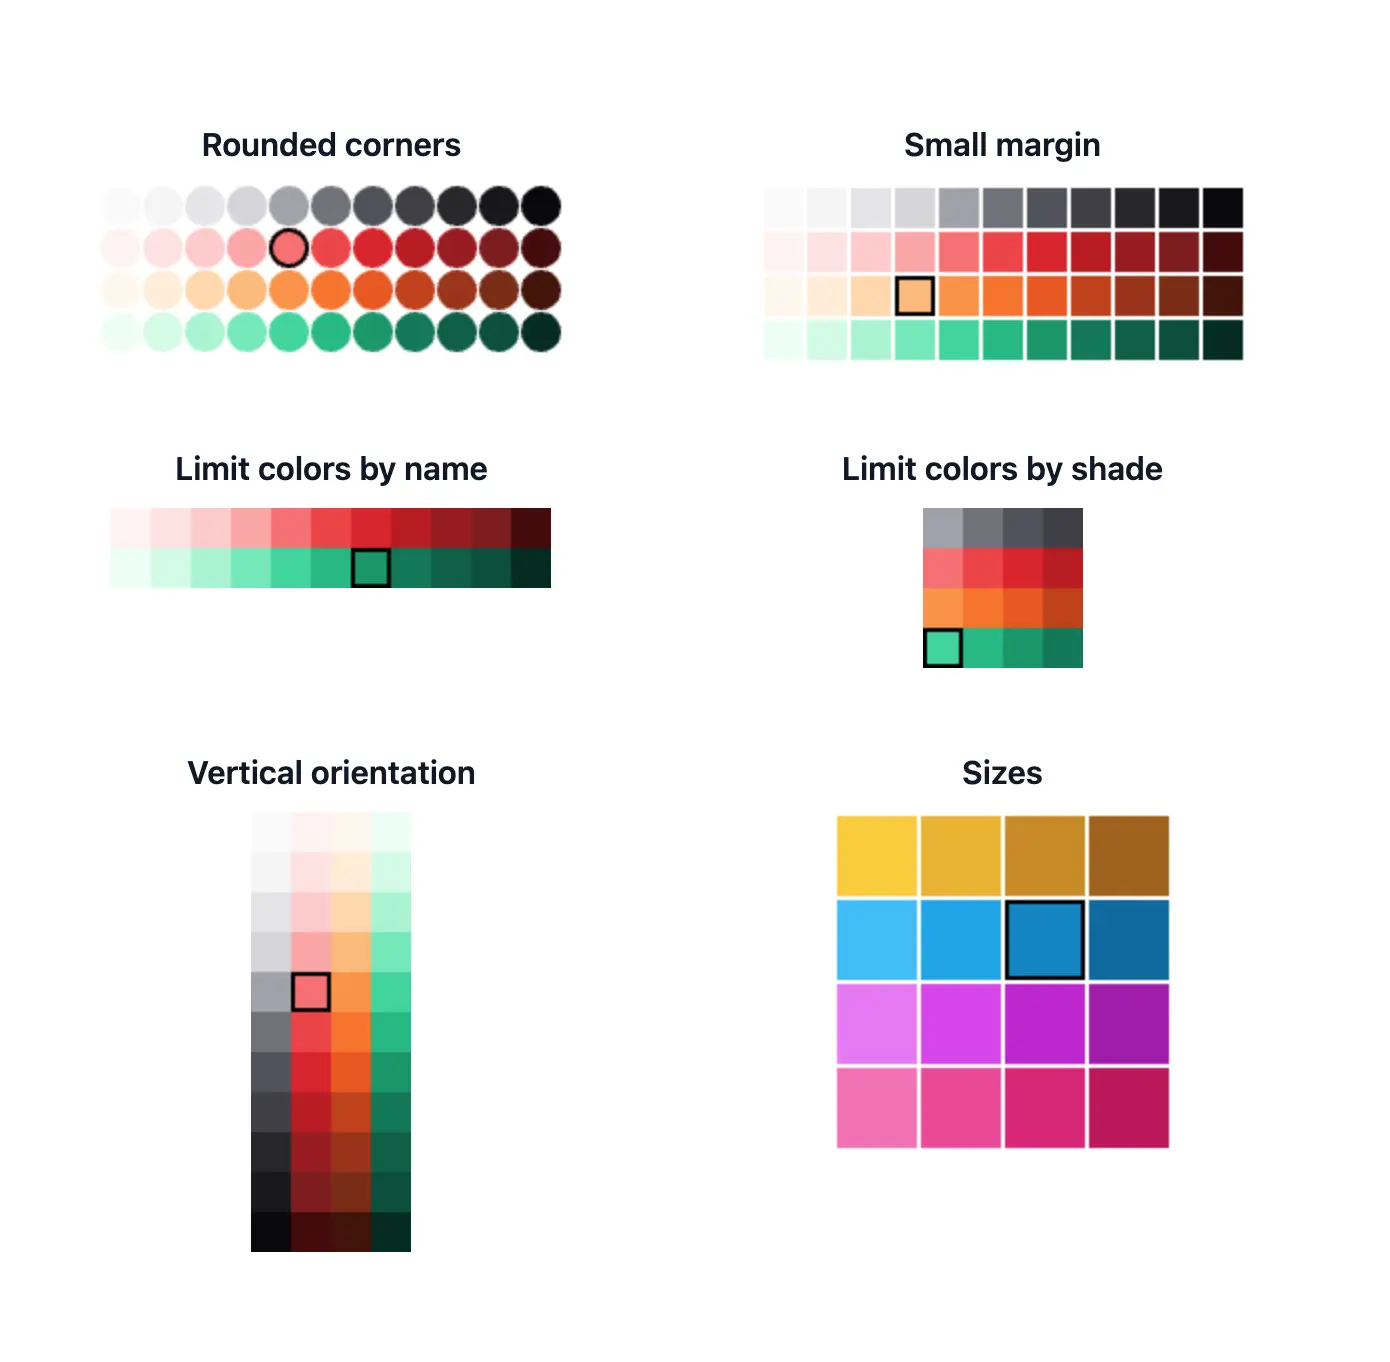 Rounded corners
Small margin
Limit colors by name
Limit colors by shade
Vertical orientation
Sizes